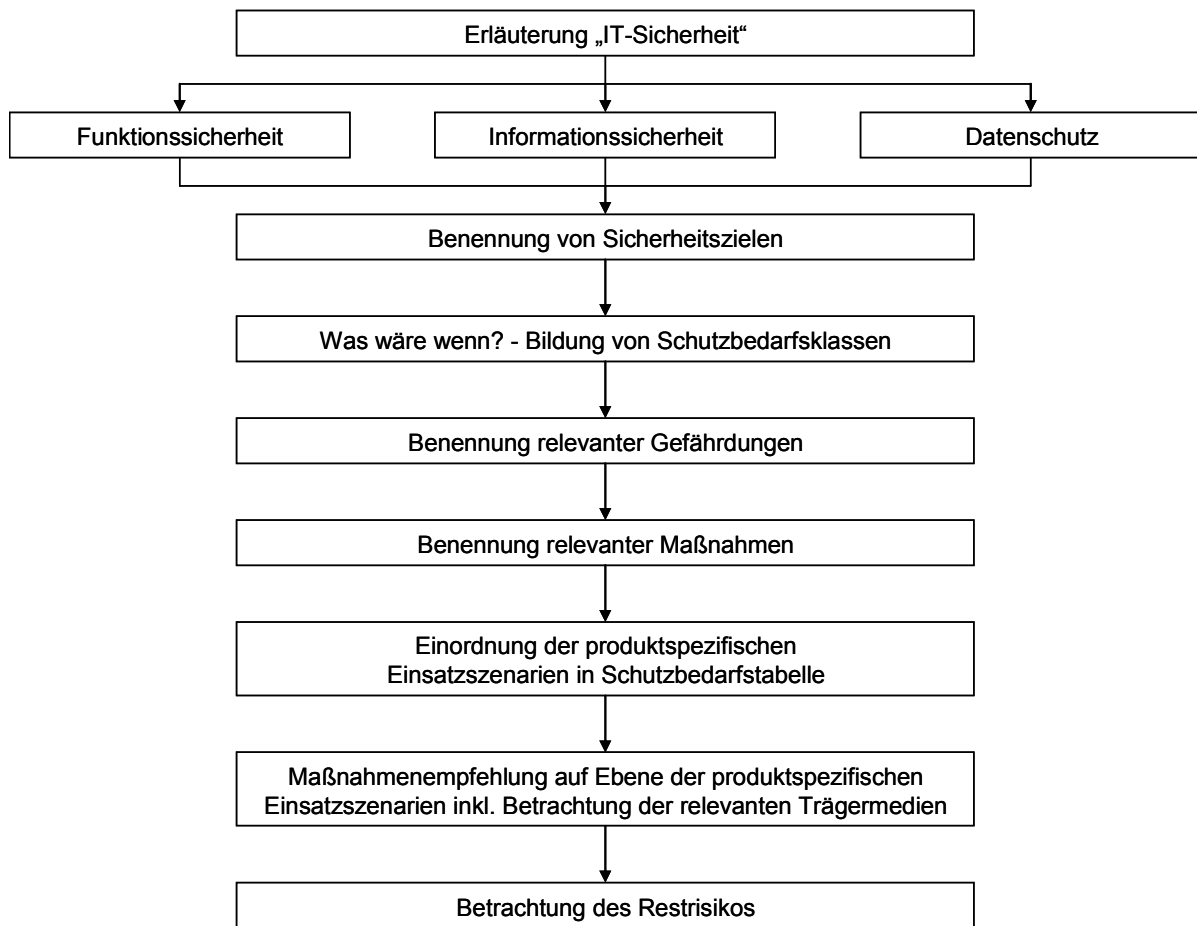 Erläuterung „IT-Sicherheit“
Funktionssicherheit
Informationssicherheit
Datenschutz
Benennung von Sicherheitszielen
Was wäre wenn? - Bildung von Schutzbedarfsklassen
Benennung relevanter Gefährdungen
Benennung relevanter Maßnahmen
Einordnung der produktspezifischen
Einsatzszenarien in Schutzbedarfstabelle
Maßnahmenempfehlung auf Ebene der produktspezifischen
Einsatzszenarien inkl. Betrachtung der relevanten Trägermedien
Betrachtung des Restrisikos